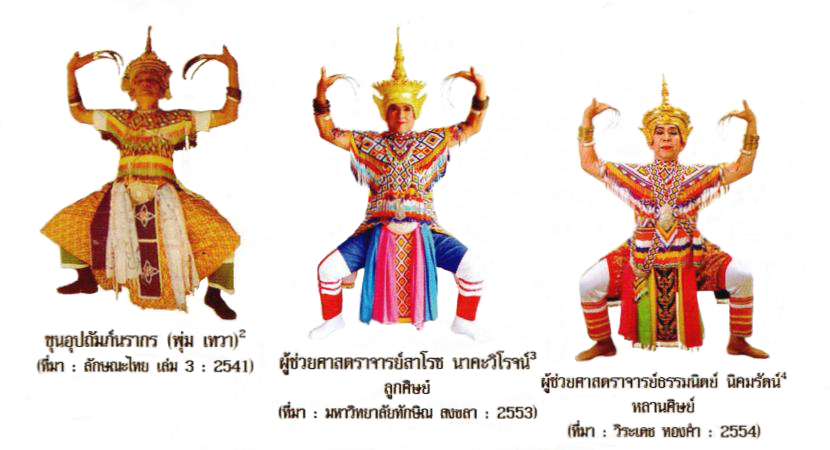 ขุนอุปถัมภ์นรากร (พุ่ม เทวา)2
(ที่มา : ลักษณะไทย เล่ม 3 : 2541)
ผู้ช่วยศาสตราจารย์สาโรช นาคะวิโรจน์3
ลูกศิษย์
(ที่มา : มหาวิทยาลัยทักษิณ สงขลา : 2553)
ผู้ช่วยศาสตราจารย์ธรรมนิตย์ นิคมรัตน์4
หลานศิษย์
(ที่มา : วิระเดช ทองคำ : 2554)